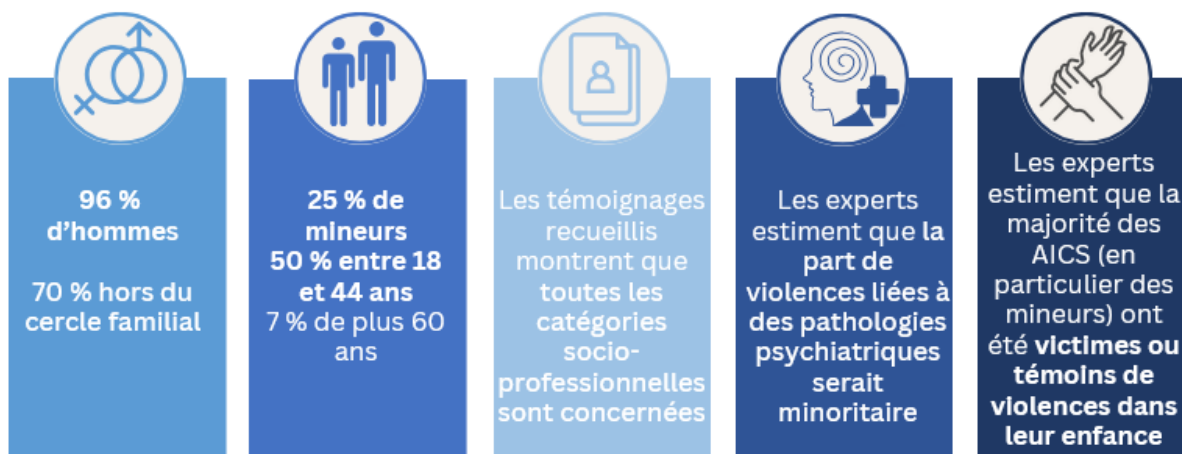 96 %
d’hommes
70 % hors du
cercle familial
25 % de
mineurs
50 % entre 18
et 44 ans
7 % de plus 60
ans
Les témoignages
recueillis
montrent que
toutes les
catégories
socio-
professionnelles
sont concernées
Les experts
estiment que la
part de
violences liées à
des pathologies
psychiatriques
serait
minoritaire
Les experts
estiment que la
majorité des
AICS (en
particulier des
mineurs) ont
été victimes ou
témoins de
violences dans
leur enfance